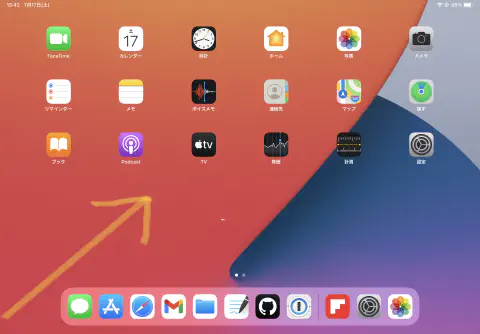 15:42 7月17日(土)
FaceTime
土
17
カレンダー
時計
ホーム
写真
カメラ
リマインダー
メモ
ボイスメモ
連絡先
マップ
探す
ブック
Podcast
tv
TV
株価
計測
設定